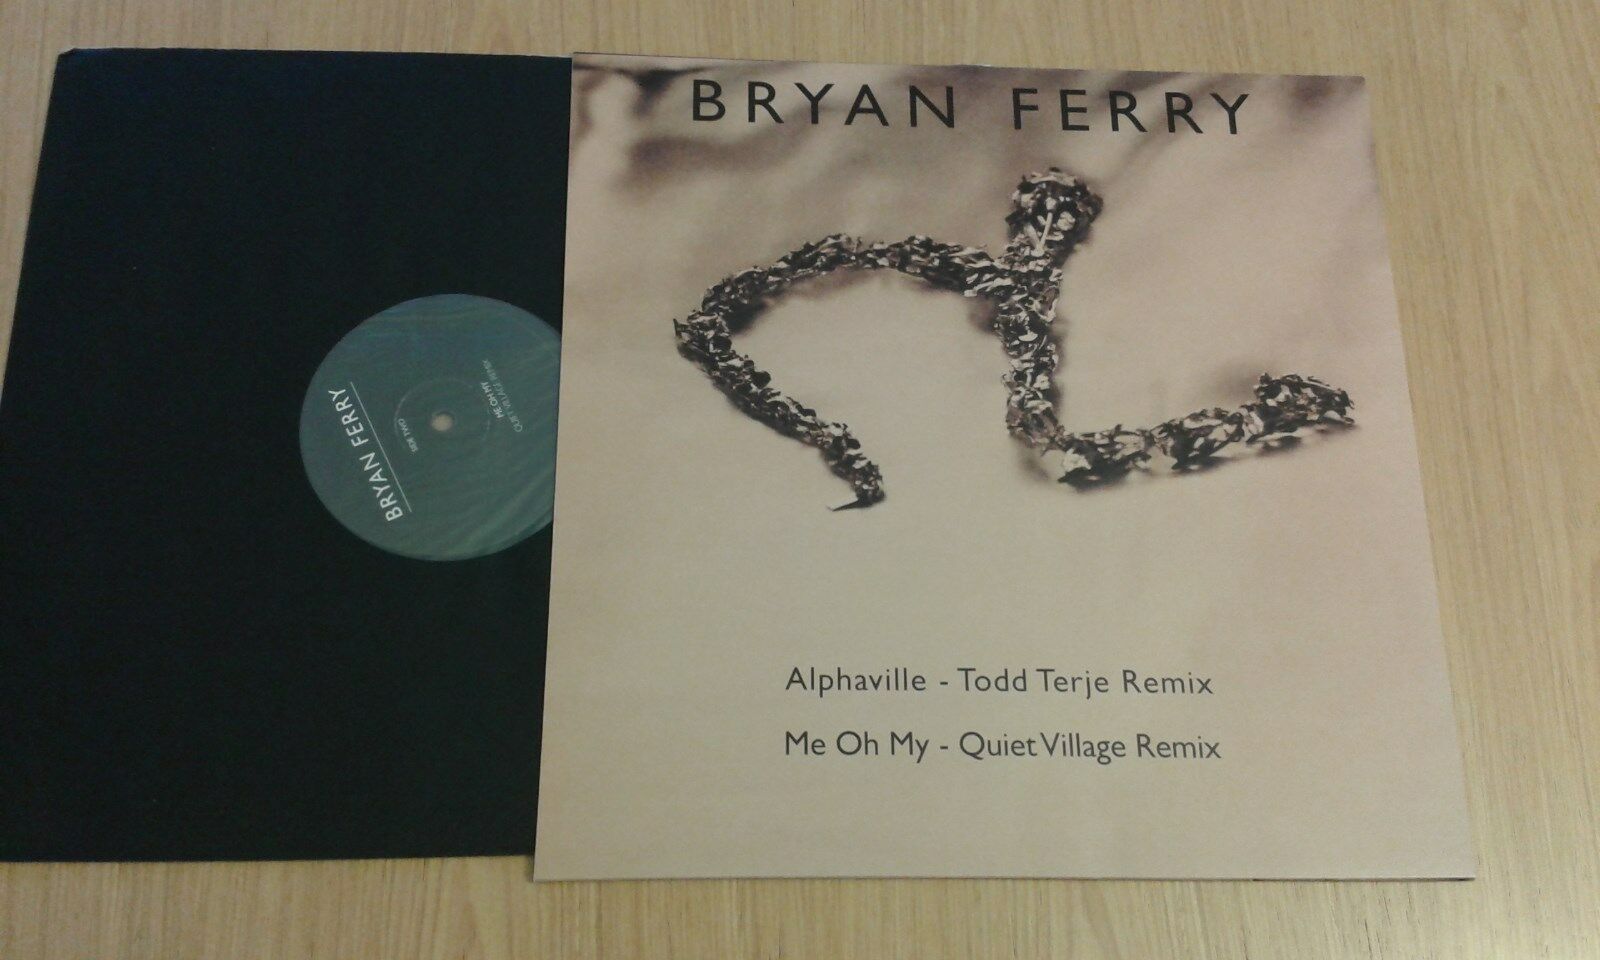 BRYAN FERRY
Alphaville - Todd Terje Remix
Me Oh My - Quiet Village Remix
BRYAN FERRY
SIDE TWO
ME OH MY
QUIET VILLAGE REMIX